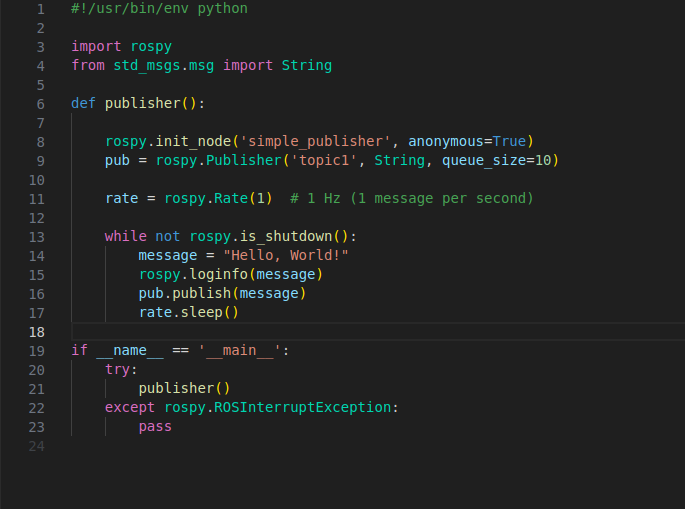 1 #!/usr/bin/env python
2
3 import rospy
4 from std_msgs.msg import String
5
6 def publisher():
7
8     rospy.init_node('simple_publisher', anonymous=True)
9     pub = rospy.Publisher('topic1', String, queue_size=10)
10
11     rate = rospy.Rate(1)  # 1 Hz (1 message per second)
12
13     while not rospy.is_shutdown():
14         message = "Hello, World!"
15         rospy.loginfo(message)
16         pub.publish(message)
17         rate.sleep()
18
19 if __name__ == '__main__':
20     try:
21         publisher()
22     except rospy.ROSInterruptException:
23         pass
24